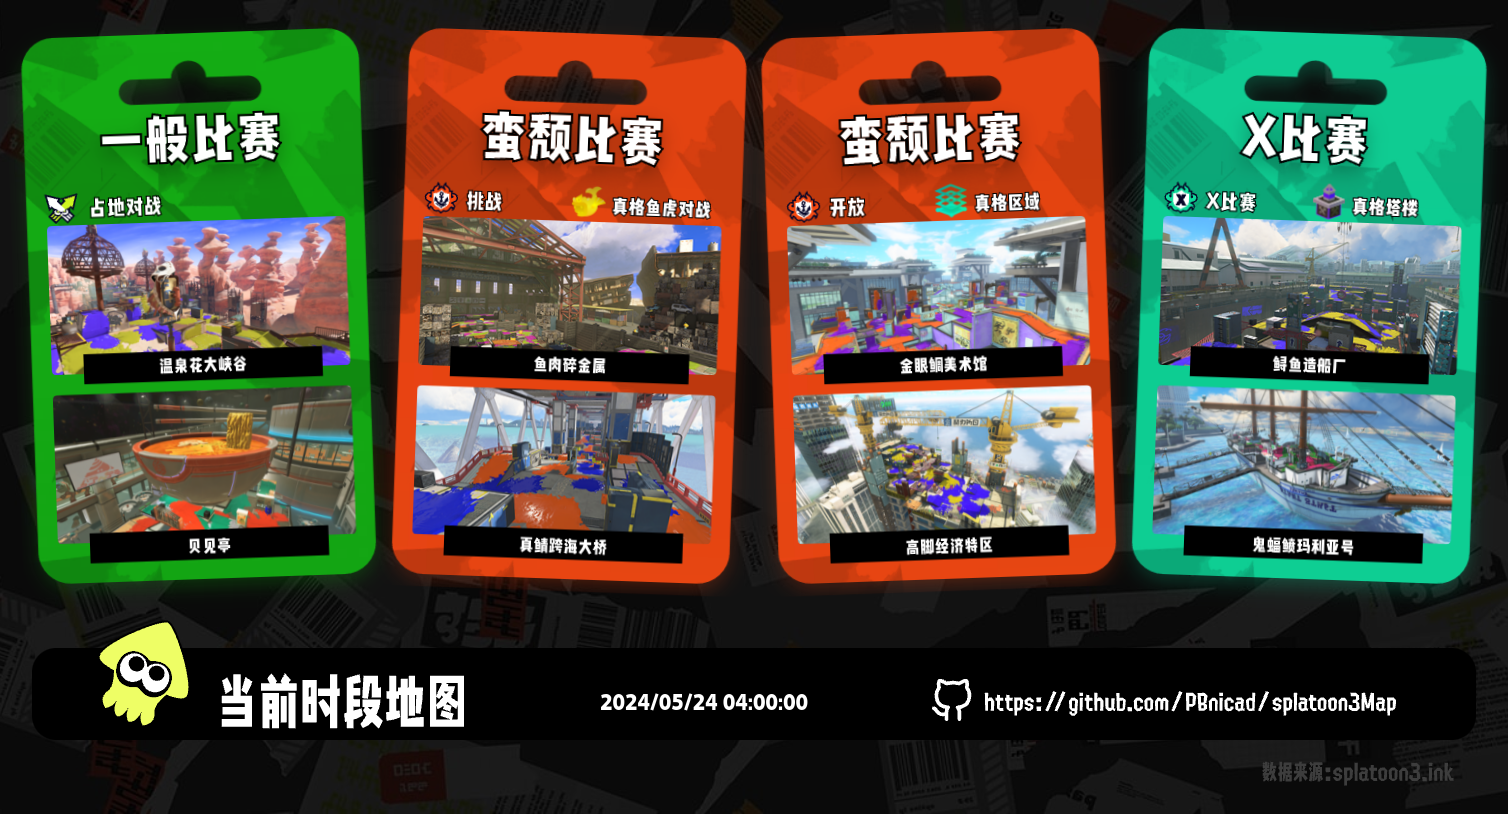 一般比赛
占地对战
温泉花大峡谷
贝见亭
蛮颓比赛
挑战
真格鱼虎对战
鱼肉碎金属
真鲭跨海大桥
蛮颓比赛
开放
真格区域
金眼鲷美术馆
高脚经济特区
X比赛
X比赛
真格塔楼
鲟鱼造船厂
鬼蝠鲼玛利亚号
当前时段地图
2024/05/24 04:00:00
https://github.com/PBnicad/splatoon3Map
数据来源:splatoon3.ink